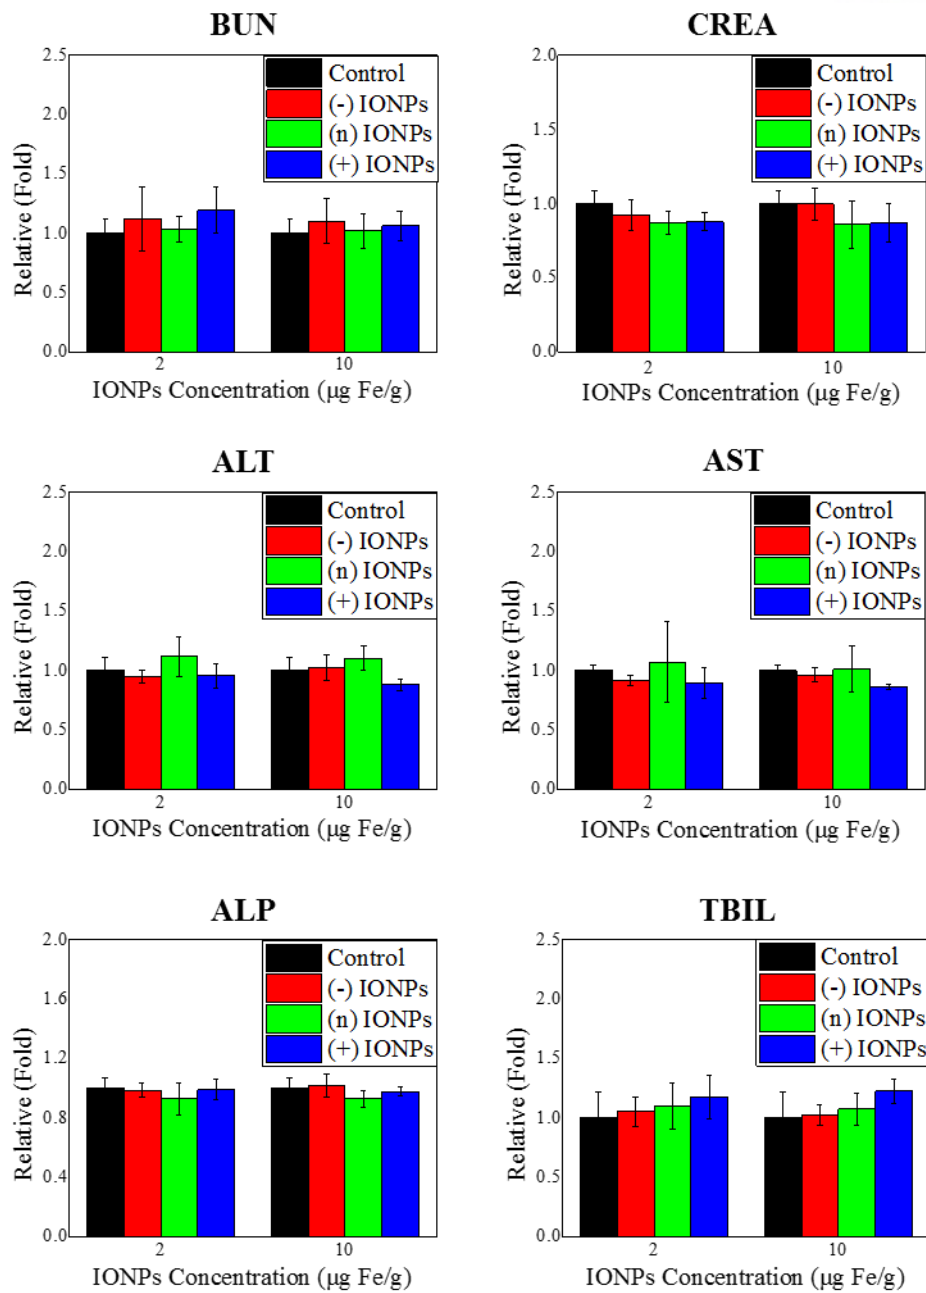 BUN
2.5
2.0
1.5
1.0
0.5
0.0
Relative (Fold)
Control
(-) IONPs
(n) IONPs
(+) IONPs
2
10
IONPs Concentration (μg Fe/g)
CREA
2.0
1.5
1.0
0.5
0.0
Relative (Fold)
Control
(-) IONPs
(n) IONPs
(+) IONPs
2
10
IONPs Concentration (μg Fe/g)
ALT
2.5
2.0
1.5
1.0
0.5
0.0
Relative (Fold)
Control
(-) IONPs
(n) IONPs
(+) IONPs
2
10
IONPs Concentration (μg Fe/g)
AST
2.5
2.0
1.5
1.0
0.5
0.0
Relative (Fold)
Control
(-) IONPs
(n) IONPs
(+) IONPs
2
10
IONPs Concentration (μg Fe/g)
ALP
2.0
1.6
1.2
0.8
0.4
0.0
Relative (Fold)
Control
(-) IONPs
(n) IONPs
(+) IONPs
2
10
IONPs Concentration (μg Fe/g)
TBIL
2.5
2.0
1.5
1.0
0.5
0.0
Relative (Fold)
Control
(-) IONPs
(n) IONPs
(+) IONPs
2
10
IONPs Concentration (μg Fe/g)